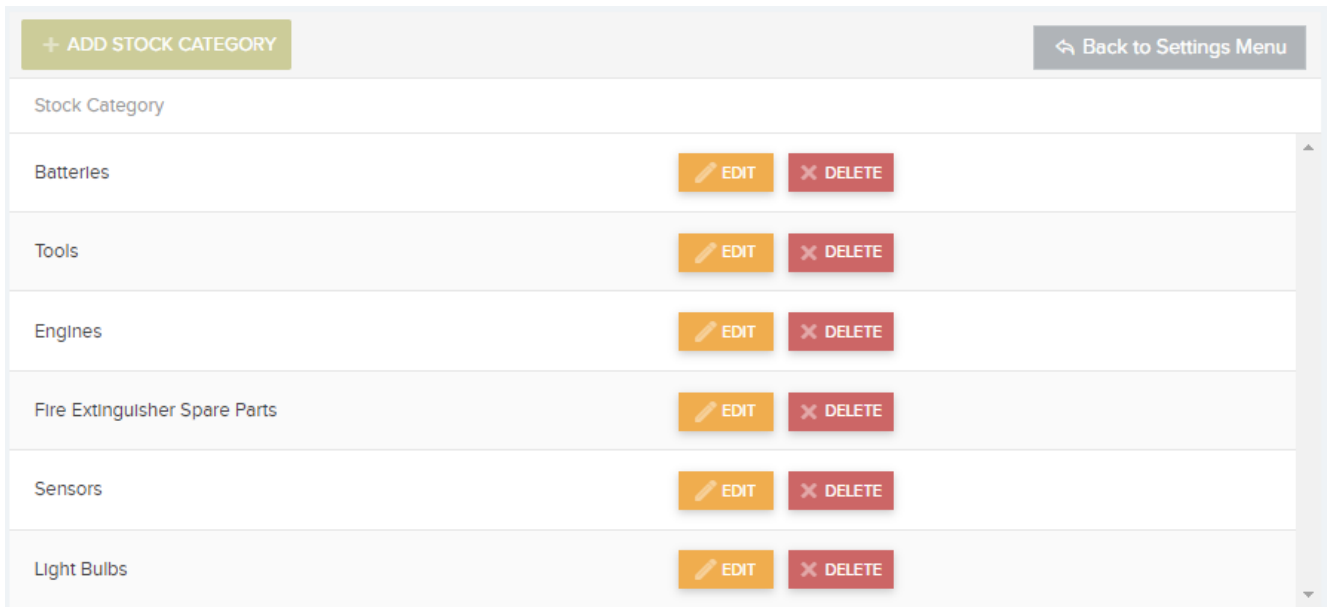 ADD STOCK CATEGORY
Back to Settings Menu
Stock Category
Batteries EDIT DELETE
Tools EDIT DELETE
Engines EDIT DELETE
Fire Extinguisher Spare Parts EDIT DELETE
Sensors EDIT DELETE
Light Bulbs EDIT DELETE